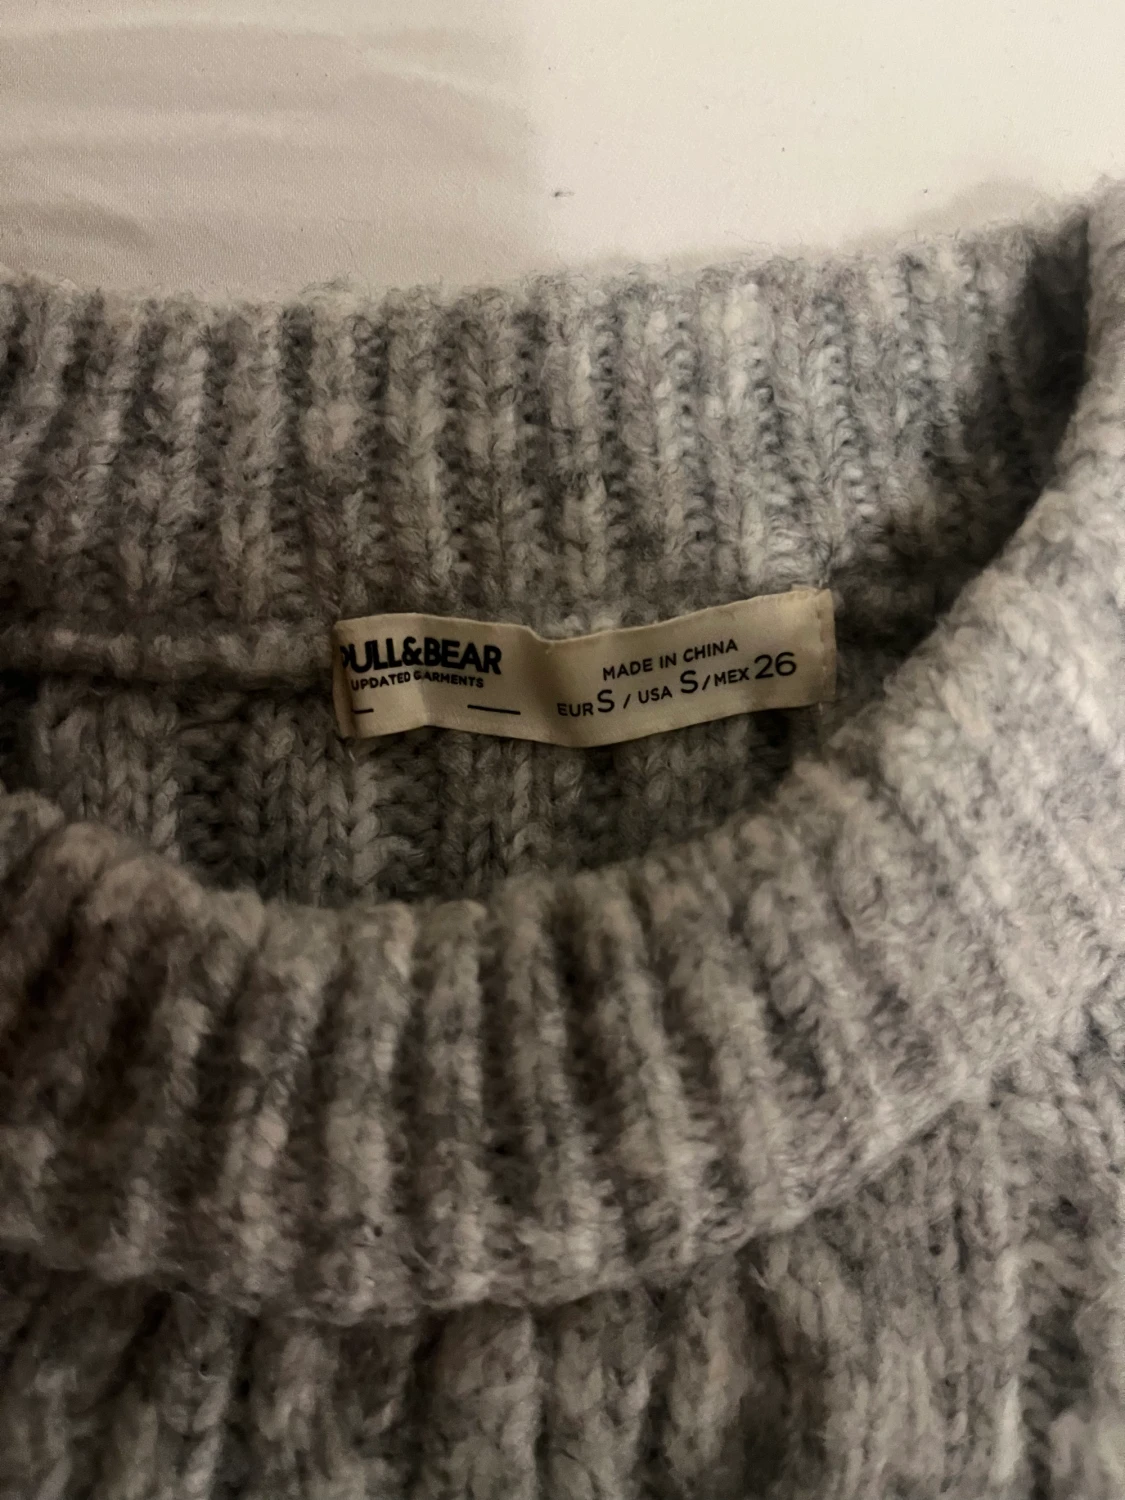 PULL&BEAR
UPDATED GARMENTS
MADE IN CHINA
EUR S / USA S / MEX 26